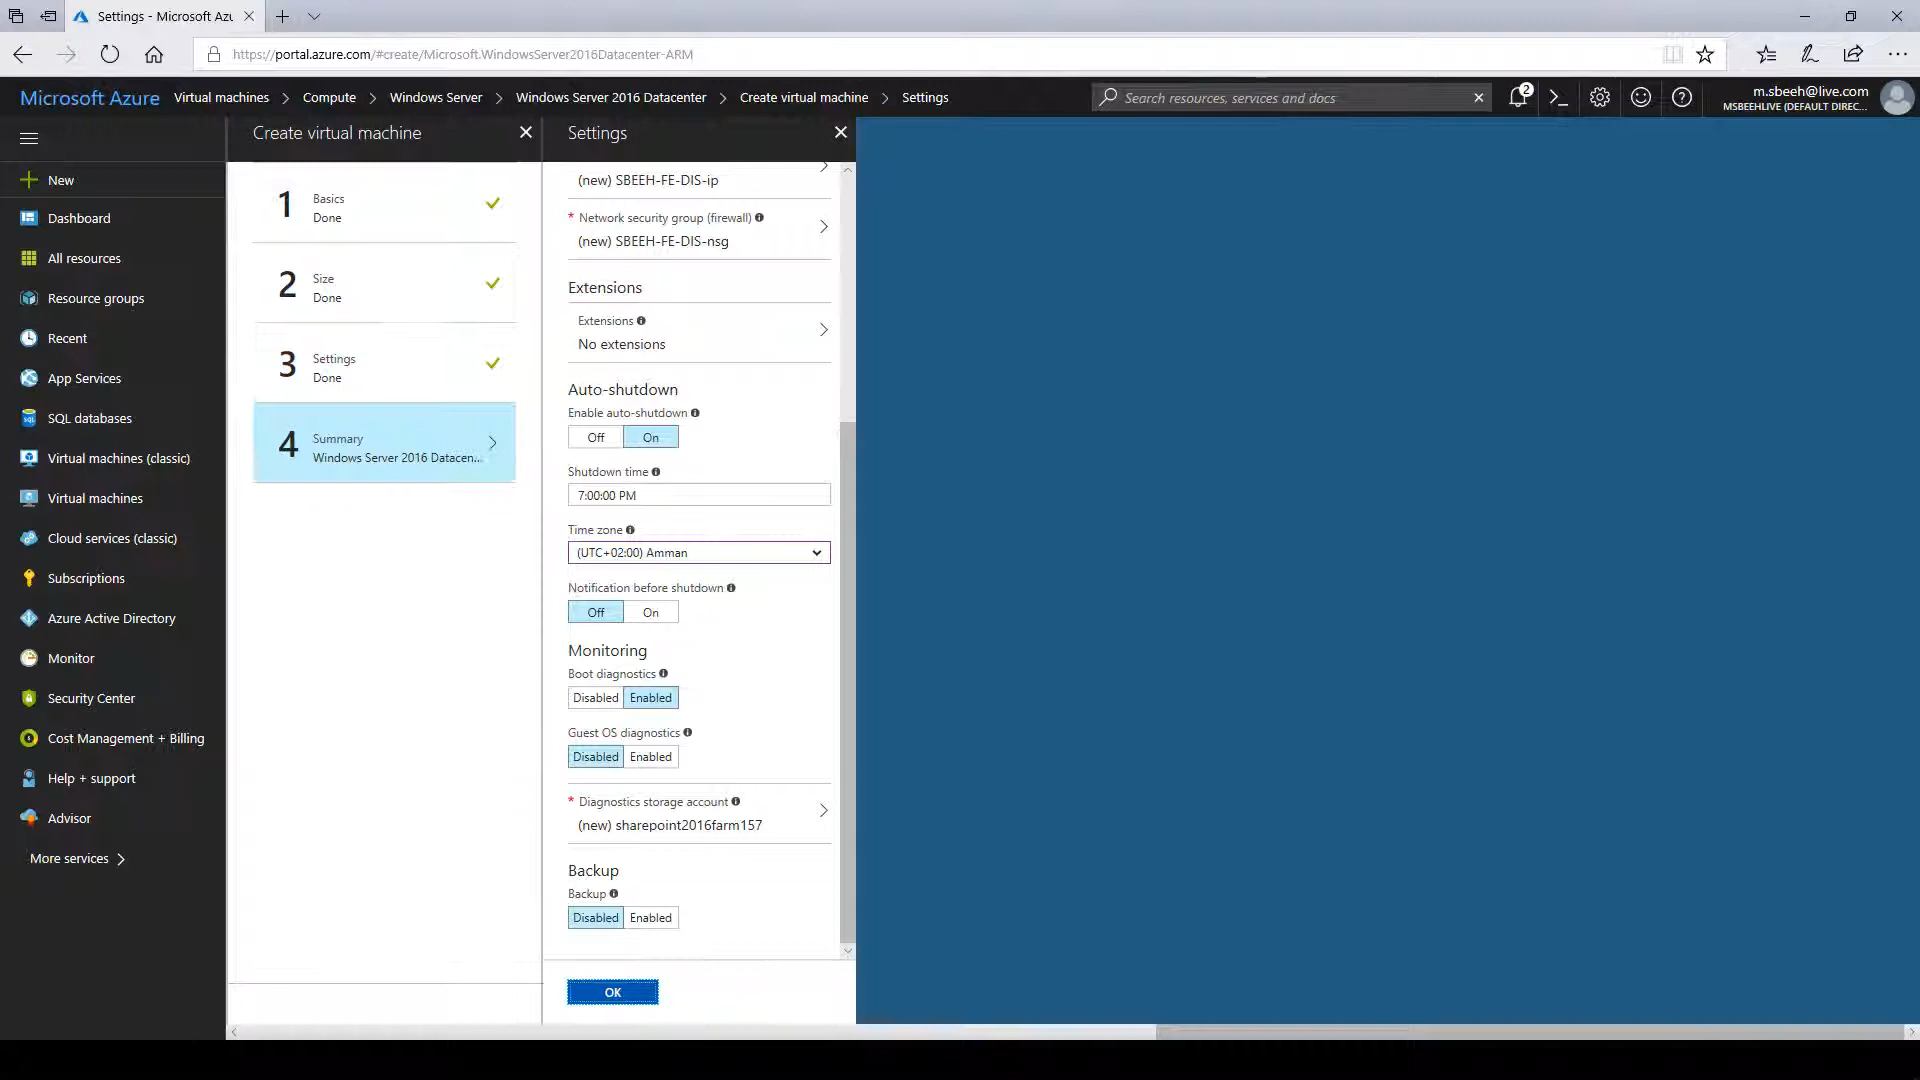 Settings - Microsoft Azu
https://portal.azure.com/#create/Microsoft.WindowsServer2016Datacenter-ARM
Microsoft Azure
Virtual machines
Compute
Windows Server
Windows Server 2016 Datacenter
Create virtual machine
Settings
Search resources, services and docs
2
m.sbeeh@live.com
MSBEEHLIVE (DEFAULT DIREC...
New
Dashboard
All resources
Resource groups
Recent
App Services
SQL databases
Virtual machines (classic)
Virtual machines
Cloud services (classic)
Subscriptions
Azure Active Directory
Monitor
Security Center
Cost Management + Billing
Help + support
Advisor
More services
Create virtual machine
1
Basics
Done
2
Size
Done
3
Settings
Done
4
Summary
Windows Server 2016 Datacen...
Settings
(new) SBEEH-FE-DIS-ip
* Network security group (firewall)
(new) SBEEH-FE-DIS-nsg
Extensions
Extensions
No extensions
Auto-shutdown
Enable auto-shutdown
Off On
Shutdown time
7:00:00 PM
Time zone
(UTC+02:00) Amman
Notification before shutdown
Off On
Monitoring
Boot diagnostics
Disabled Enabled
Guest OS diagnostics
Disabled Enabled
* Diagnostics storage account
(new) sharepoint2016farm157
Backup
Backup
Disabled Enabled
OK